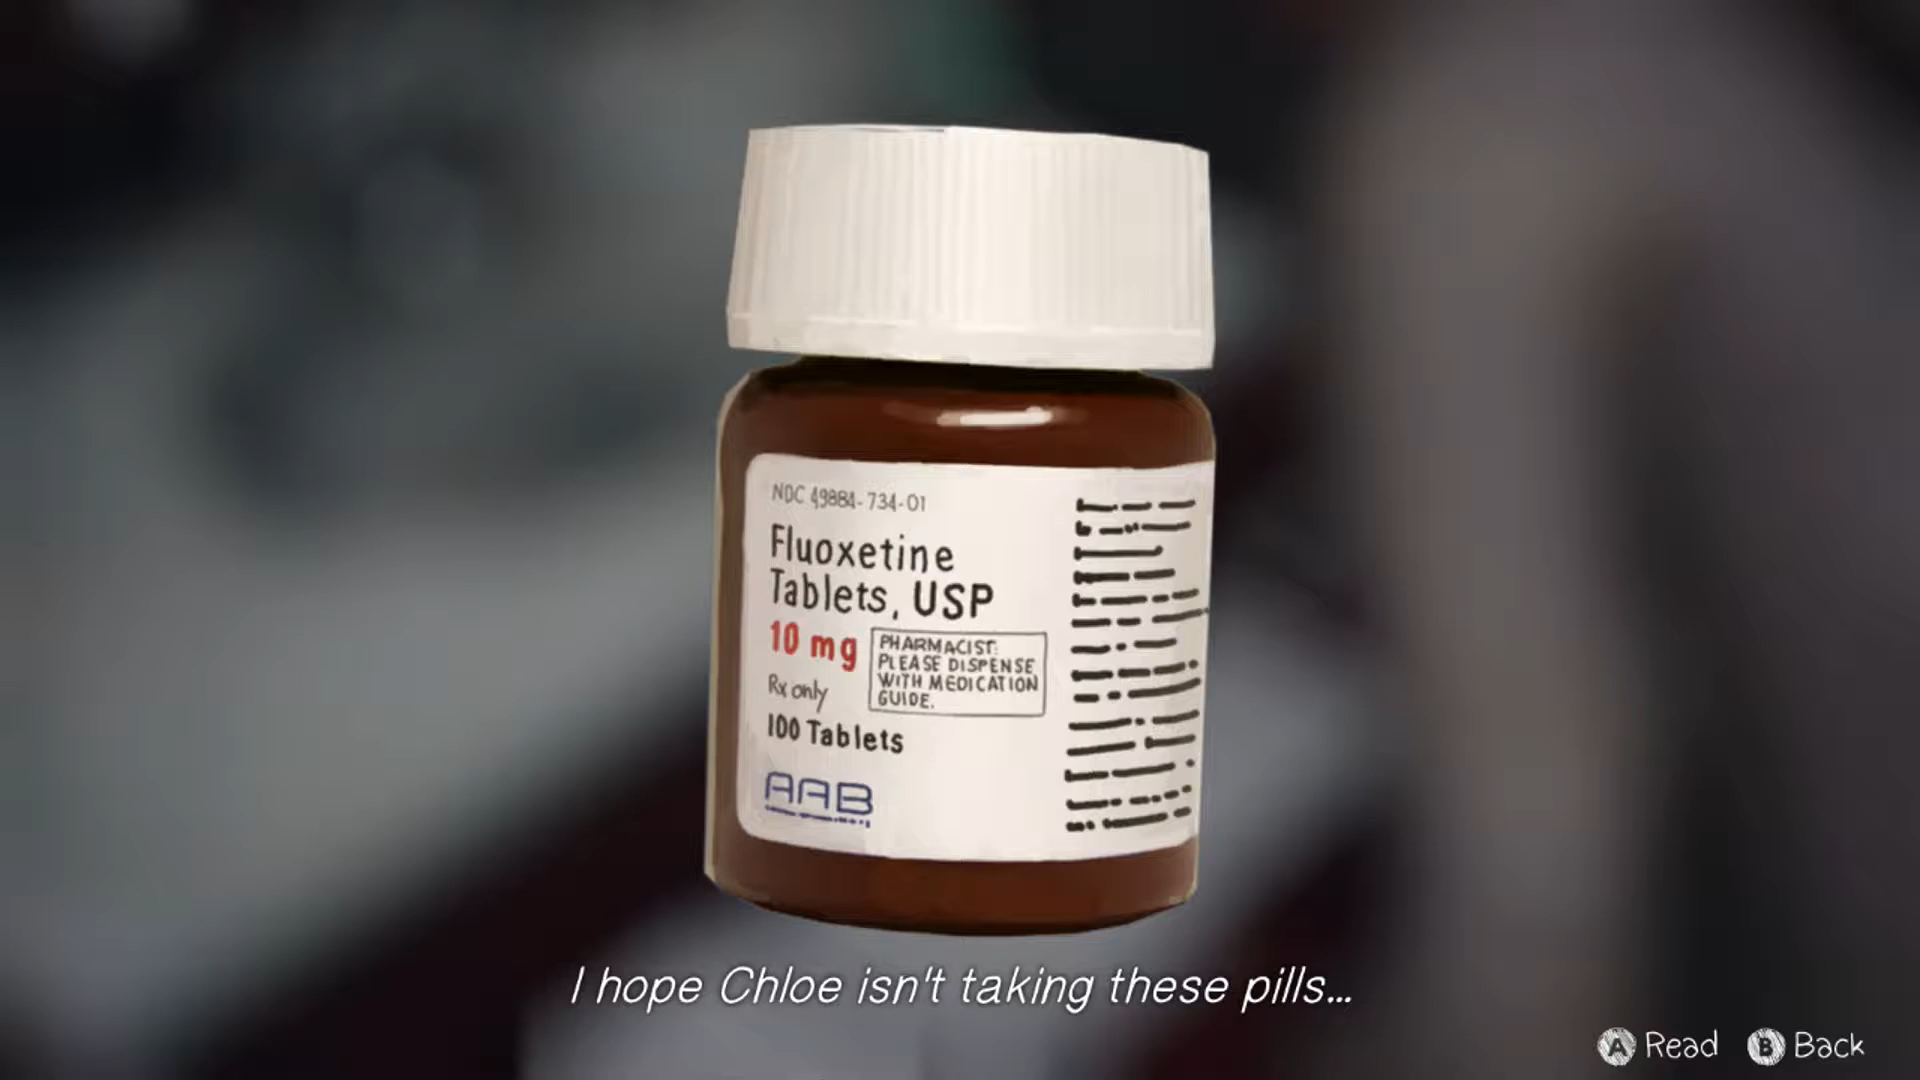 NDC 49884-734-01
Fluoxetine
Tablets, USP
10 mg
PHARMACIST:
PLEASE DISPENSE
WITH MEDICATION
GUIDE.
Rx only
100 Tablets
AAB
I hope Chloe isn't taking these pills...
A Read B Back